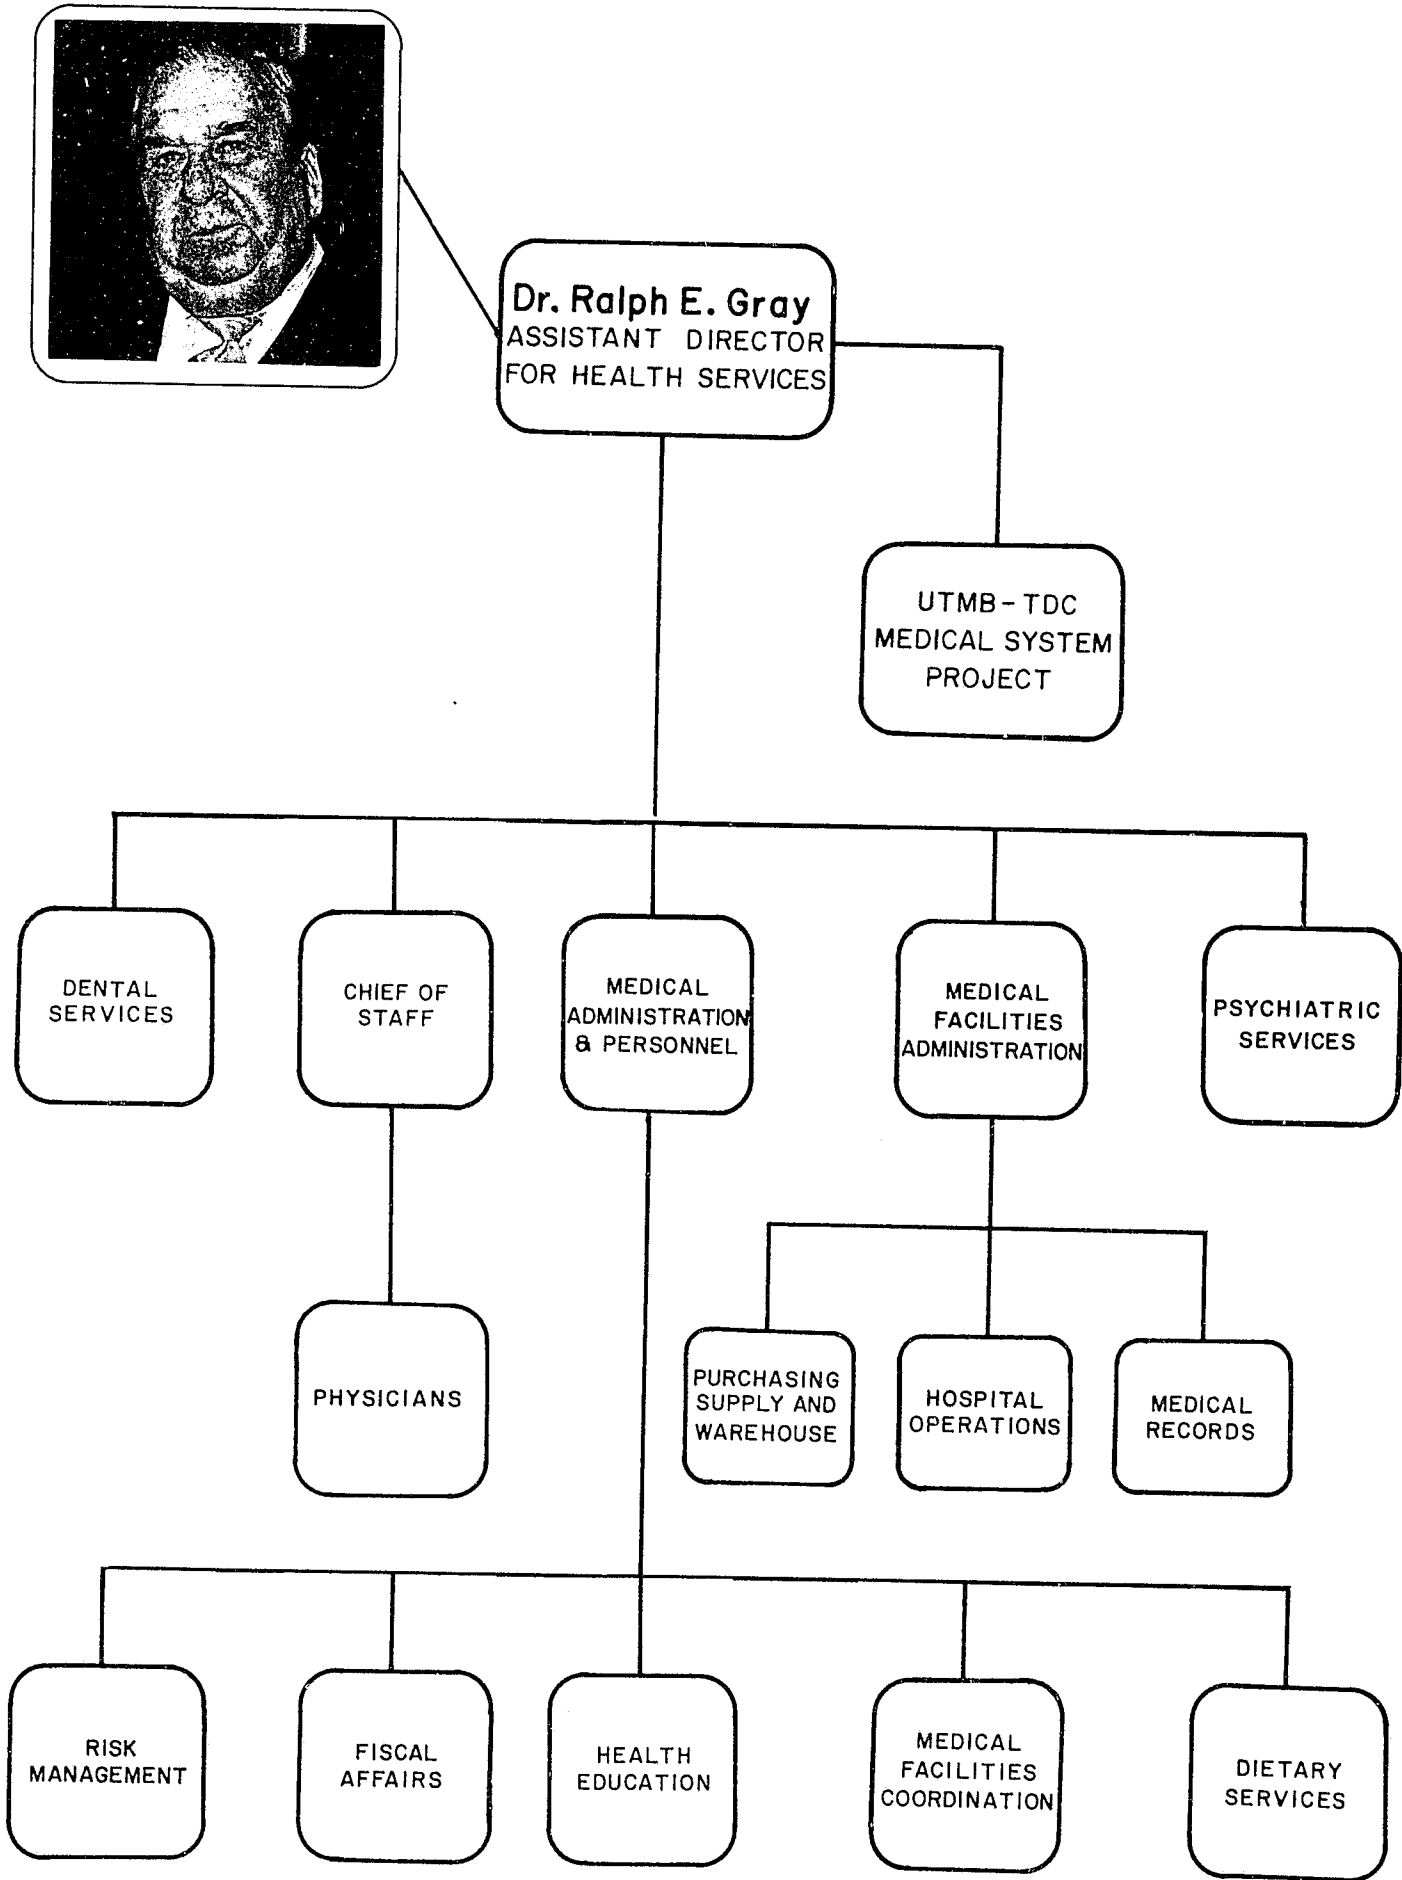 Dr. Ralph E. Gray
ASSISTANT DIRECTOR
FOR HEALTH SERVICES
UTMB-TDC
MEDICAL SYSTEM
PROJECT
DENTAL
SERVICES
CHIEF OF
STAFF
MEDICAL
ADMINISTRATION
& PERSONNEL
MEDICAL
FACILITIES
ADMINISTRATION
PSYCHIATRIC
SERVICES
PHYSICIANS
PURCHASING
SUPPLY AND
WAREHOUSE
HOSPITAL
OPERATIONS
MEDICAL
RECORDS
RISK
MANAGEMENT
FISCAL
AFFAIRS
HEALTH
EDUCATION
MEDICAL
FACILITIES
COORDINATION
DIETARY
SERVICES